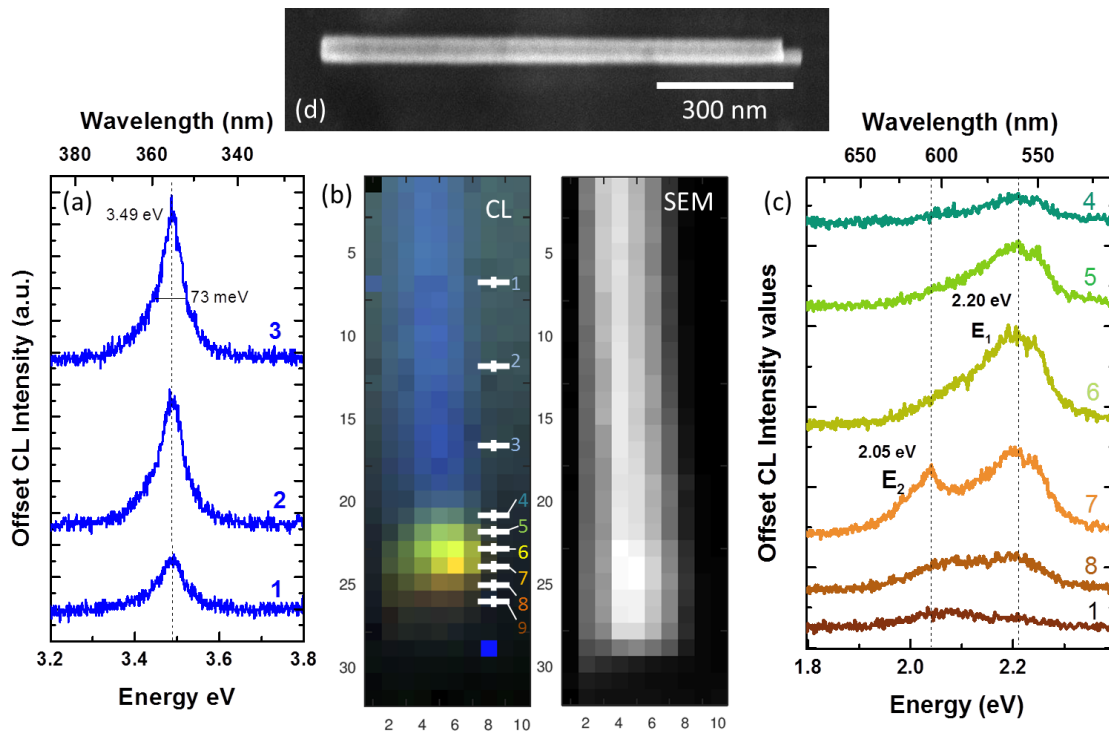 (d)
300 nm
Wavelength (nm)
380 360 340
(a)
3.49 eV
73 meV
3
2
1
Offset CL Intensity (a.u.)
3.2 3.4 3.6 3.8
Energy eV
(b)
CL
5
10
15
20
25
30
1
2
3
4
5
6
7
8
9
2 4 6 8 10
SEM
5
10
15
20
25
30
2 4 6 8 10
Wavelength (nm)
650 600 550
(c)
4
5
2.20 eV
E1
6
2.05 eV
E2
7
8
1
Offset CL Intensity values
1.8 2.0 2.2
Energy (eV)